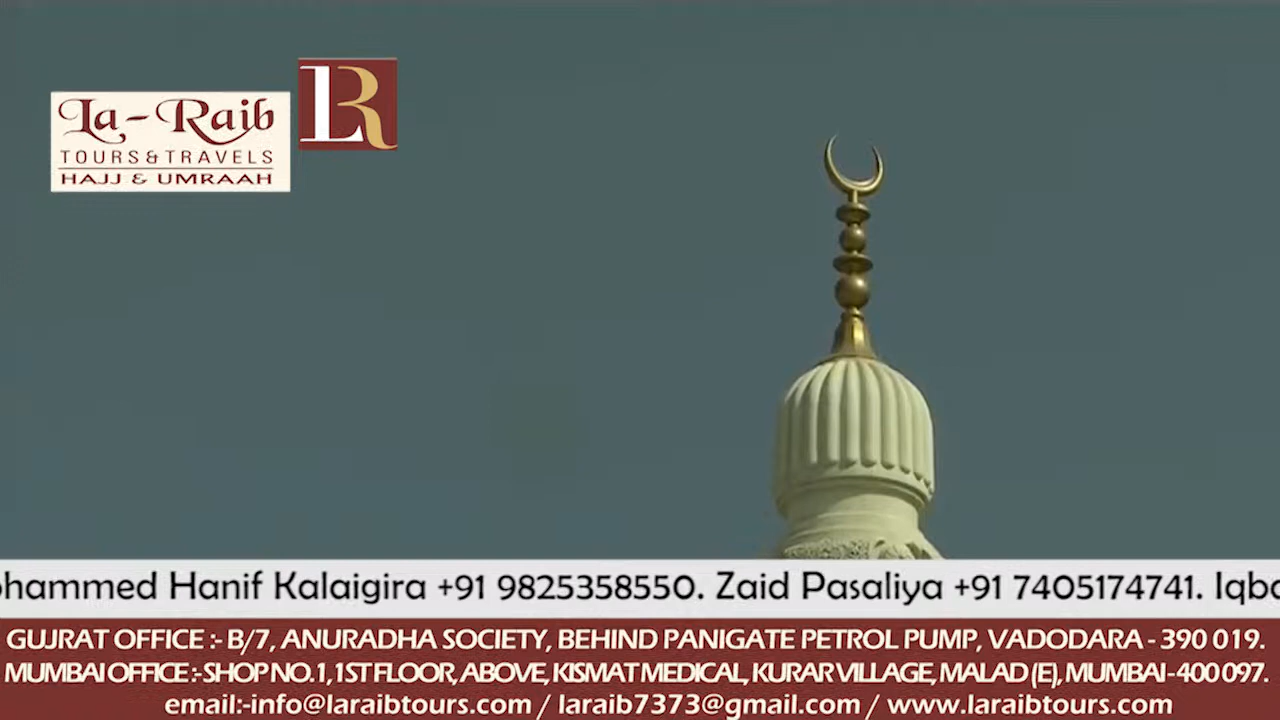 La-Raib
TOURS & TRAVELS
HAJJ & UMRAAH
LR
Hanif Kalaigira +91 9825358550. Zaid Pasaliya +91 7405174741.
GUJRAT OFFICE :- B/7, ANURADHA SOCIETY, BEHIND PANIGATE PETROL PUMP, VADODARA - 390 019.
MUMBAI OFFICE :- SHOP NO. 1, 1ST FLOOR, ABOVE, KISMAT MEDICAL, KURAR VILLAGE, MALAD (E), MUMBAI - 400 097.
email:-info@laraibtours.com / laraib7373@gmail.com / www.laraibtours.com